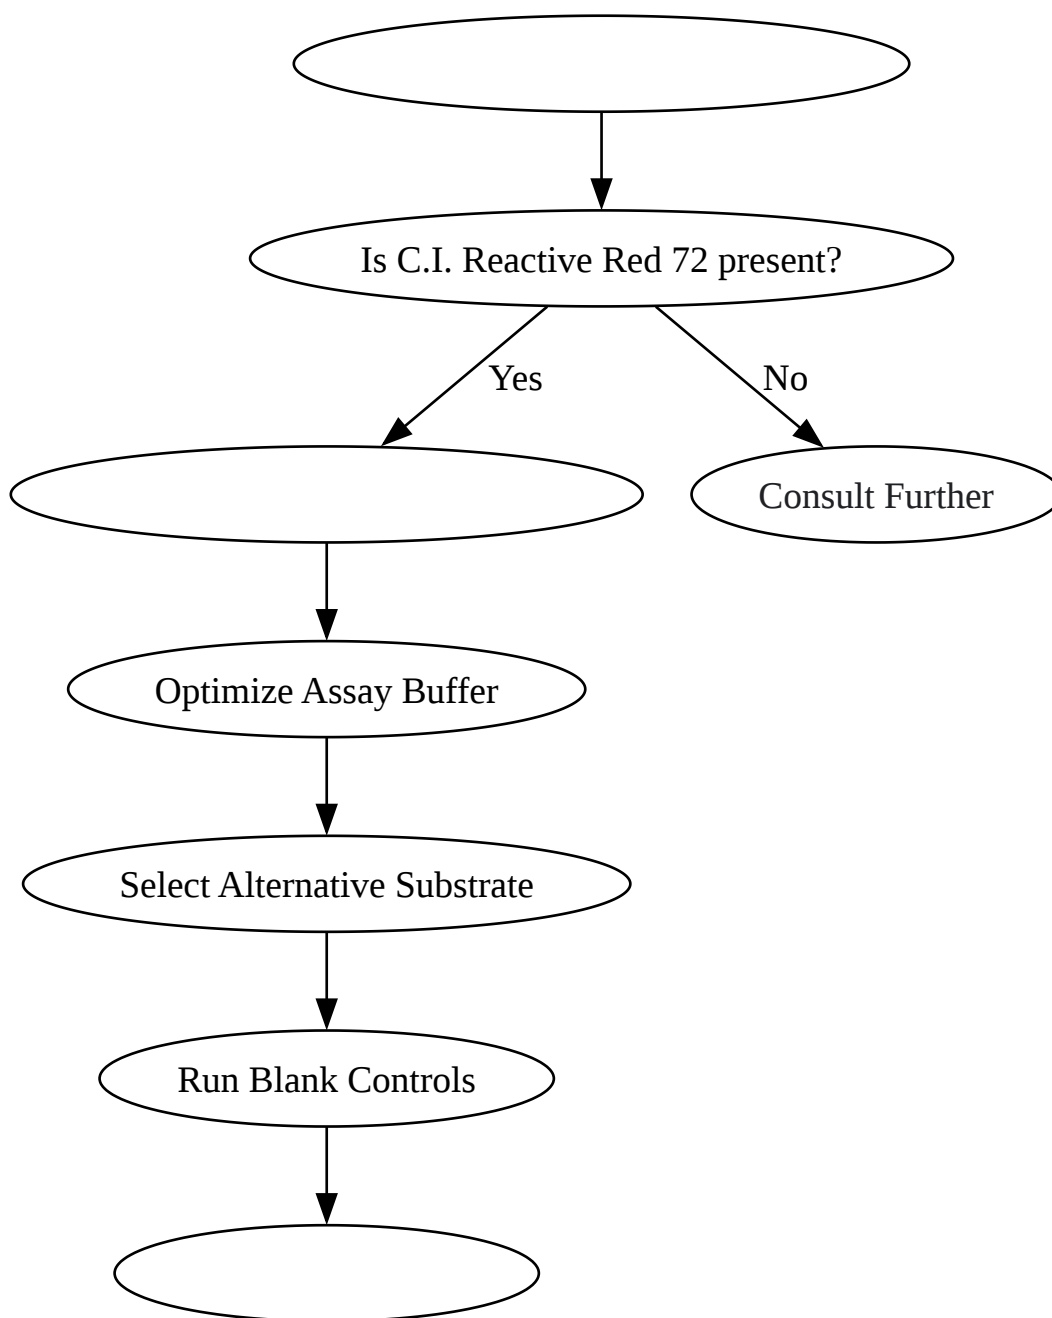 Is C.I. Reactive Red 72 present?
Yes
No
Consult Further
Optimize Assay Buffer
Select Alternative Substrate
Run Blank Controls